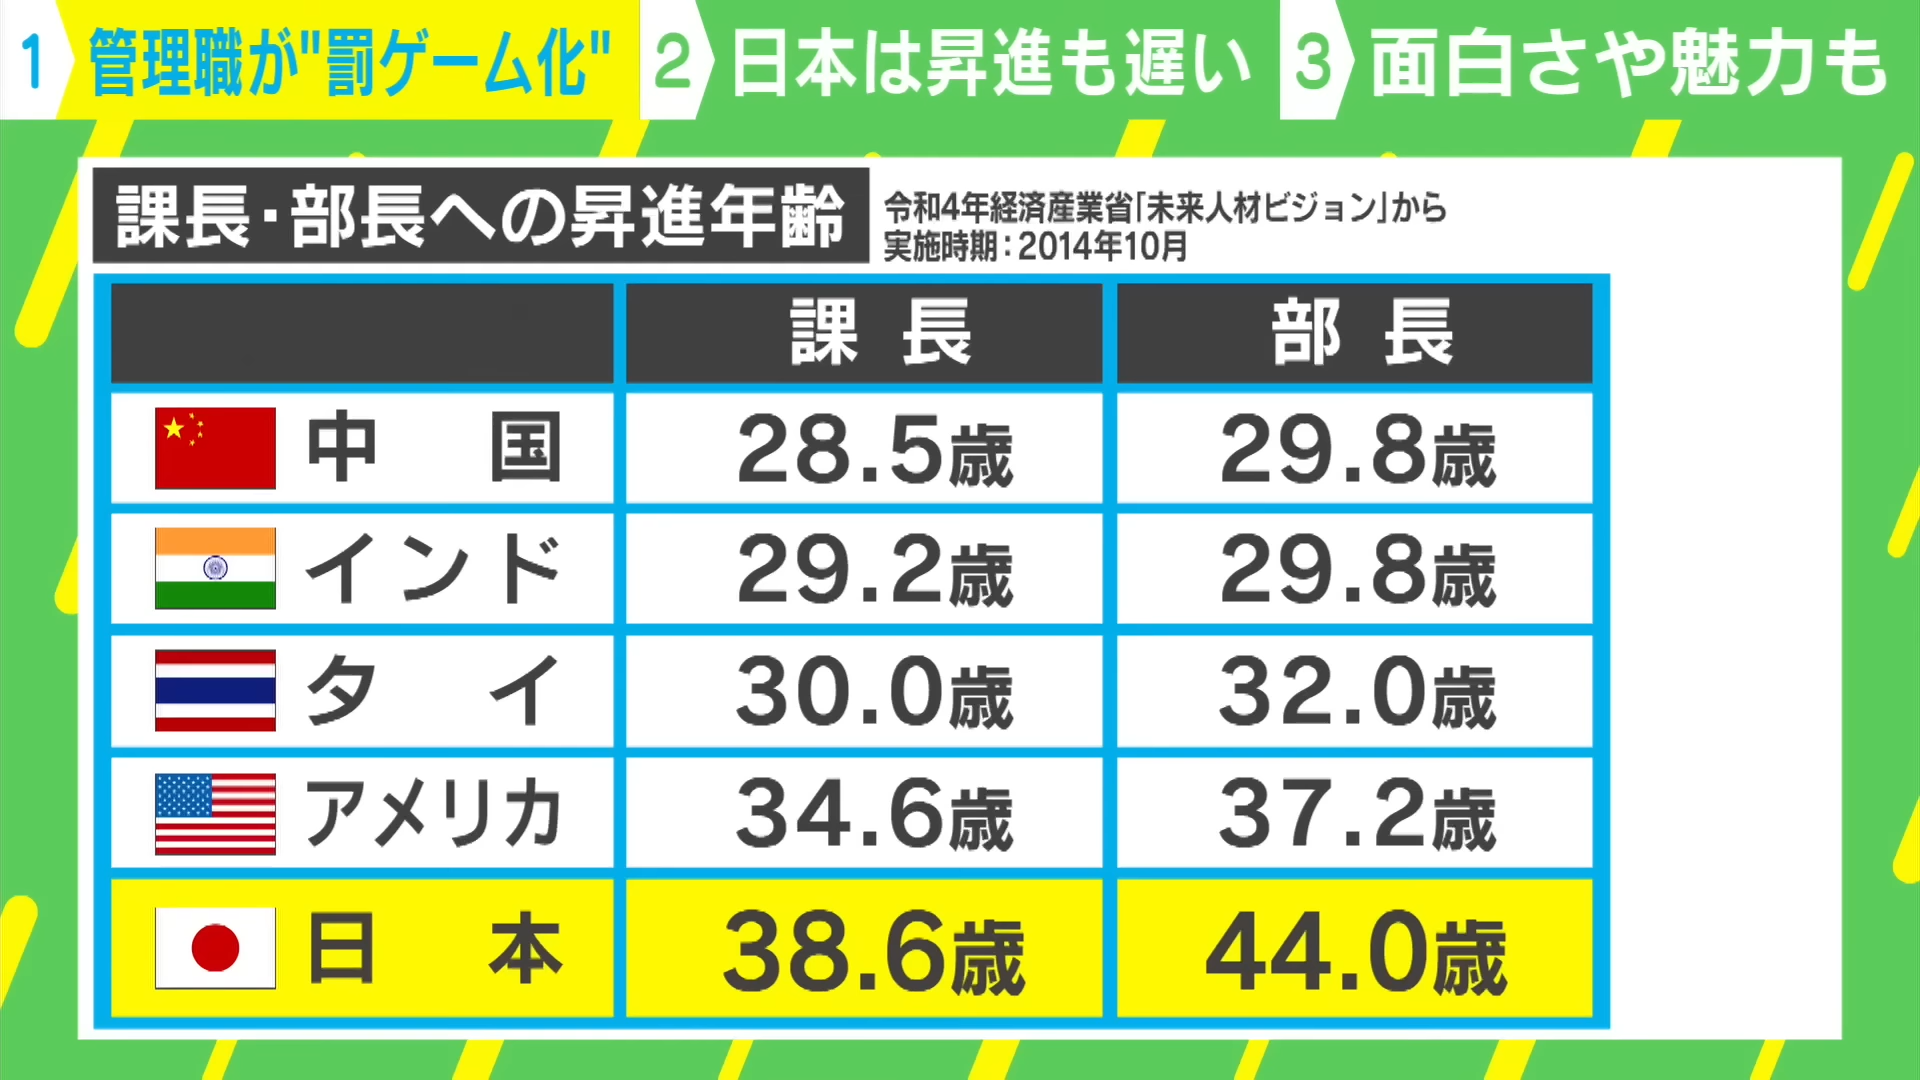 1 管理職が"罰ゲーム化" 2 日本は昇進も遅い 3 面白さや魅力も
課長・部長への昇進年齢
令和4年経済産業省「未来人材ビジョン」から
実施時期：2014年10月
課長 部長
中国 28.5歳 29.8歳
インド 29.2歳 29.8歳
タイ 30.0歳 32.0歳
アメリカ 34.6歳 37.2歳
日本 38.6歳 44.0歳